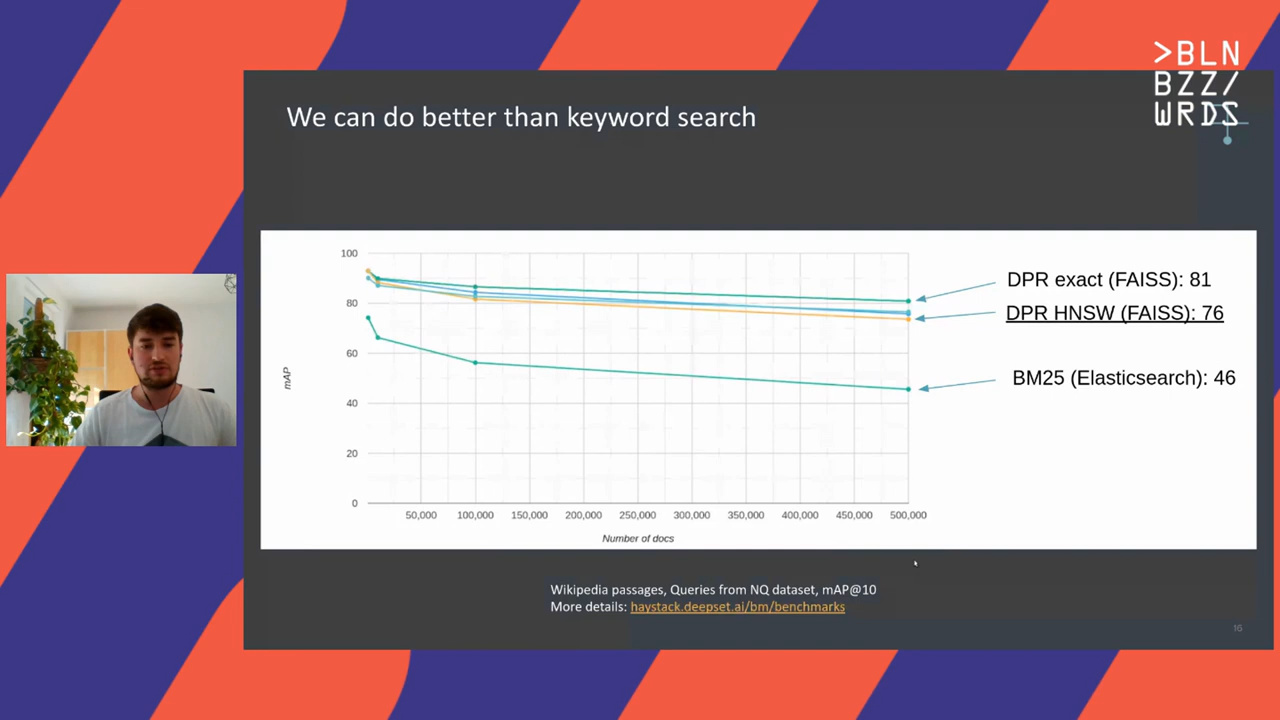 >BLN
BZZ/
WRDS
We can do better than keyword search
100
80
60
40
20
0
mAP
50,000
100,000
150,000
200,000
250,000
300,000
350,000
400,000
450,000
500,000
Number of docs
DPR exact (FAISS): 81
DPR HNSW (FAISS): 76
BM25 (Elasticsearch): 46
Wikipedia passages, Queries from NQ dataset, mAP@10
More details: haystack.deepset.ai/bm/benchmarks
16